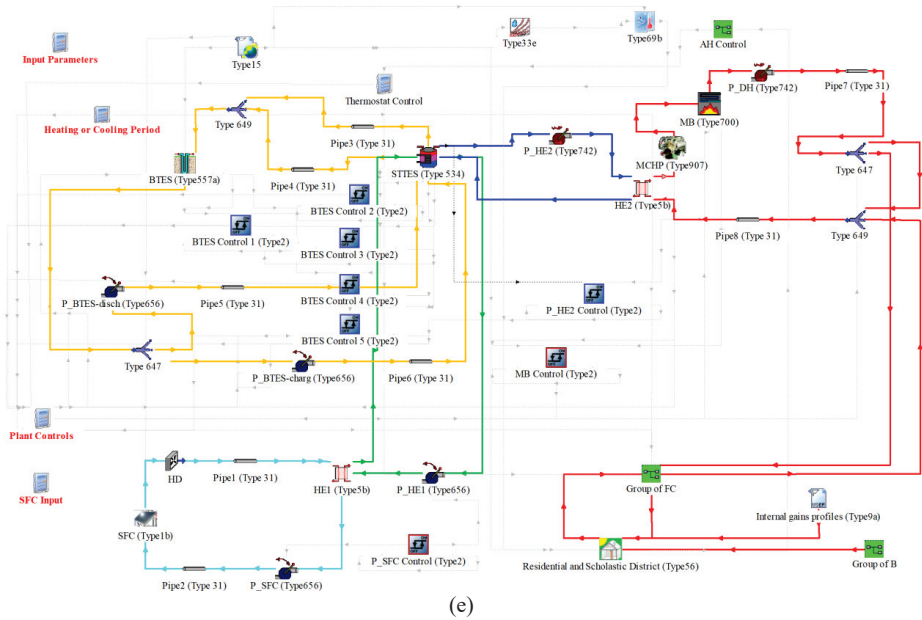 Input Parameters
Type15
Type33e
Type69b
AH Control
Thermostat Control
P_DH (Type742)
Pipe7 (Type 31)
MB (Type700)
Heating or Cooling Period
Type 649
Pipe3 (Type 31)
P_HE2 (Type742)
MCHP (Type907)
Type 647
BTES (Type557a)
Pipe4 (Type 31)
STTES (Type 534)
HE2 (Type5b)
BTES Control 2 (Type2)
Pipe8 (Type 31)
Type 649
BTES Control 1 (Type2)
BTES Control 3 (Type2)
P_BTES-disch (Type656)
Pipe5 (Type 31)
BTES Control 4 (Type2)
P_HE2 Control (Type2)
BTES Control 5 (Type2)
Type 647
P_BTES-charg (Type656)
Pipe6 (Type 31)
MB Control (Type2)
Plant Controls
HD
Pipe1 (Type 31)
HE1 (Type5b)
P_HE1 (Type656)
SFC Input
Group of FC
Internal gains profiles (Type9a)
SFC (Type1b)
P_SFC Control (Type2)
Residential and Scholastic District (Type56)
Group of B
Pipe2 (Type 31)
P_SFC (Type656)
(e)